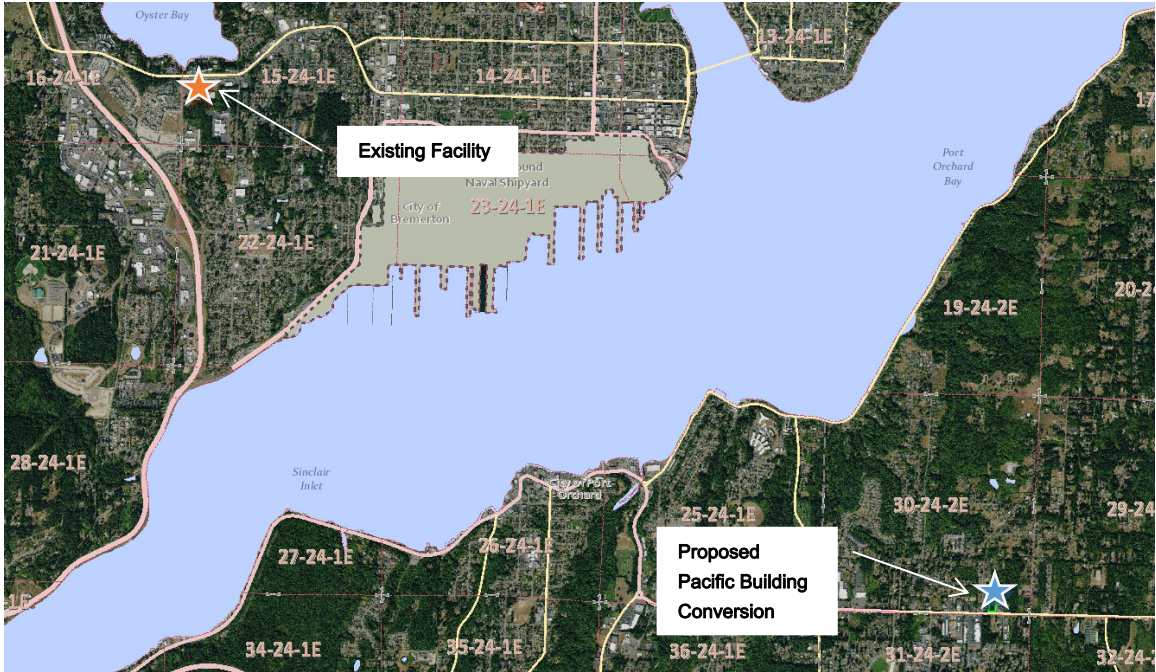 Oyster Bay
16-24-1E
15-24-1E
14-24-1E
13-24-1E
17
Existing Facility
ound
Naval Shipyard
City of
Bremerton
23-24-1E
Port
Orchard
Bay
21-24-1E
22-24-1E
19-24-2E
20-24
28-24-1E
Sinclair
Inlet
City of Port
Orchard
25-24-1E
30-24-2E
29-24
27-24-1E
26-24-1E
Proposed
Pacific Building
Conversion
1E
34-24-1E
35-24-1E
36-24-1E
31-24-2E
32-24-2